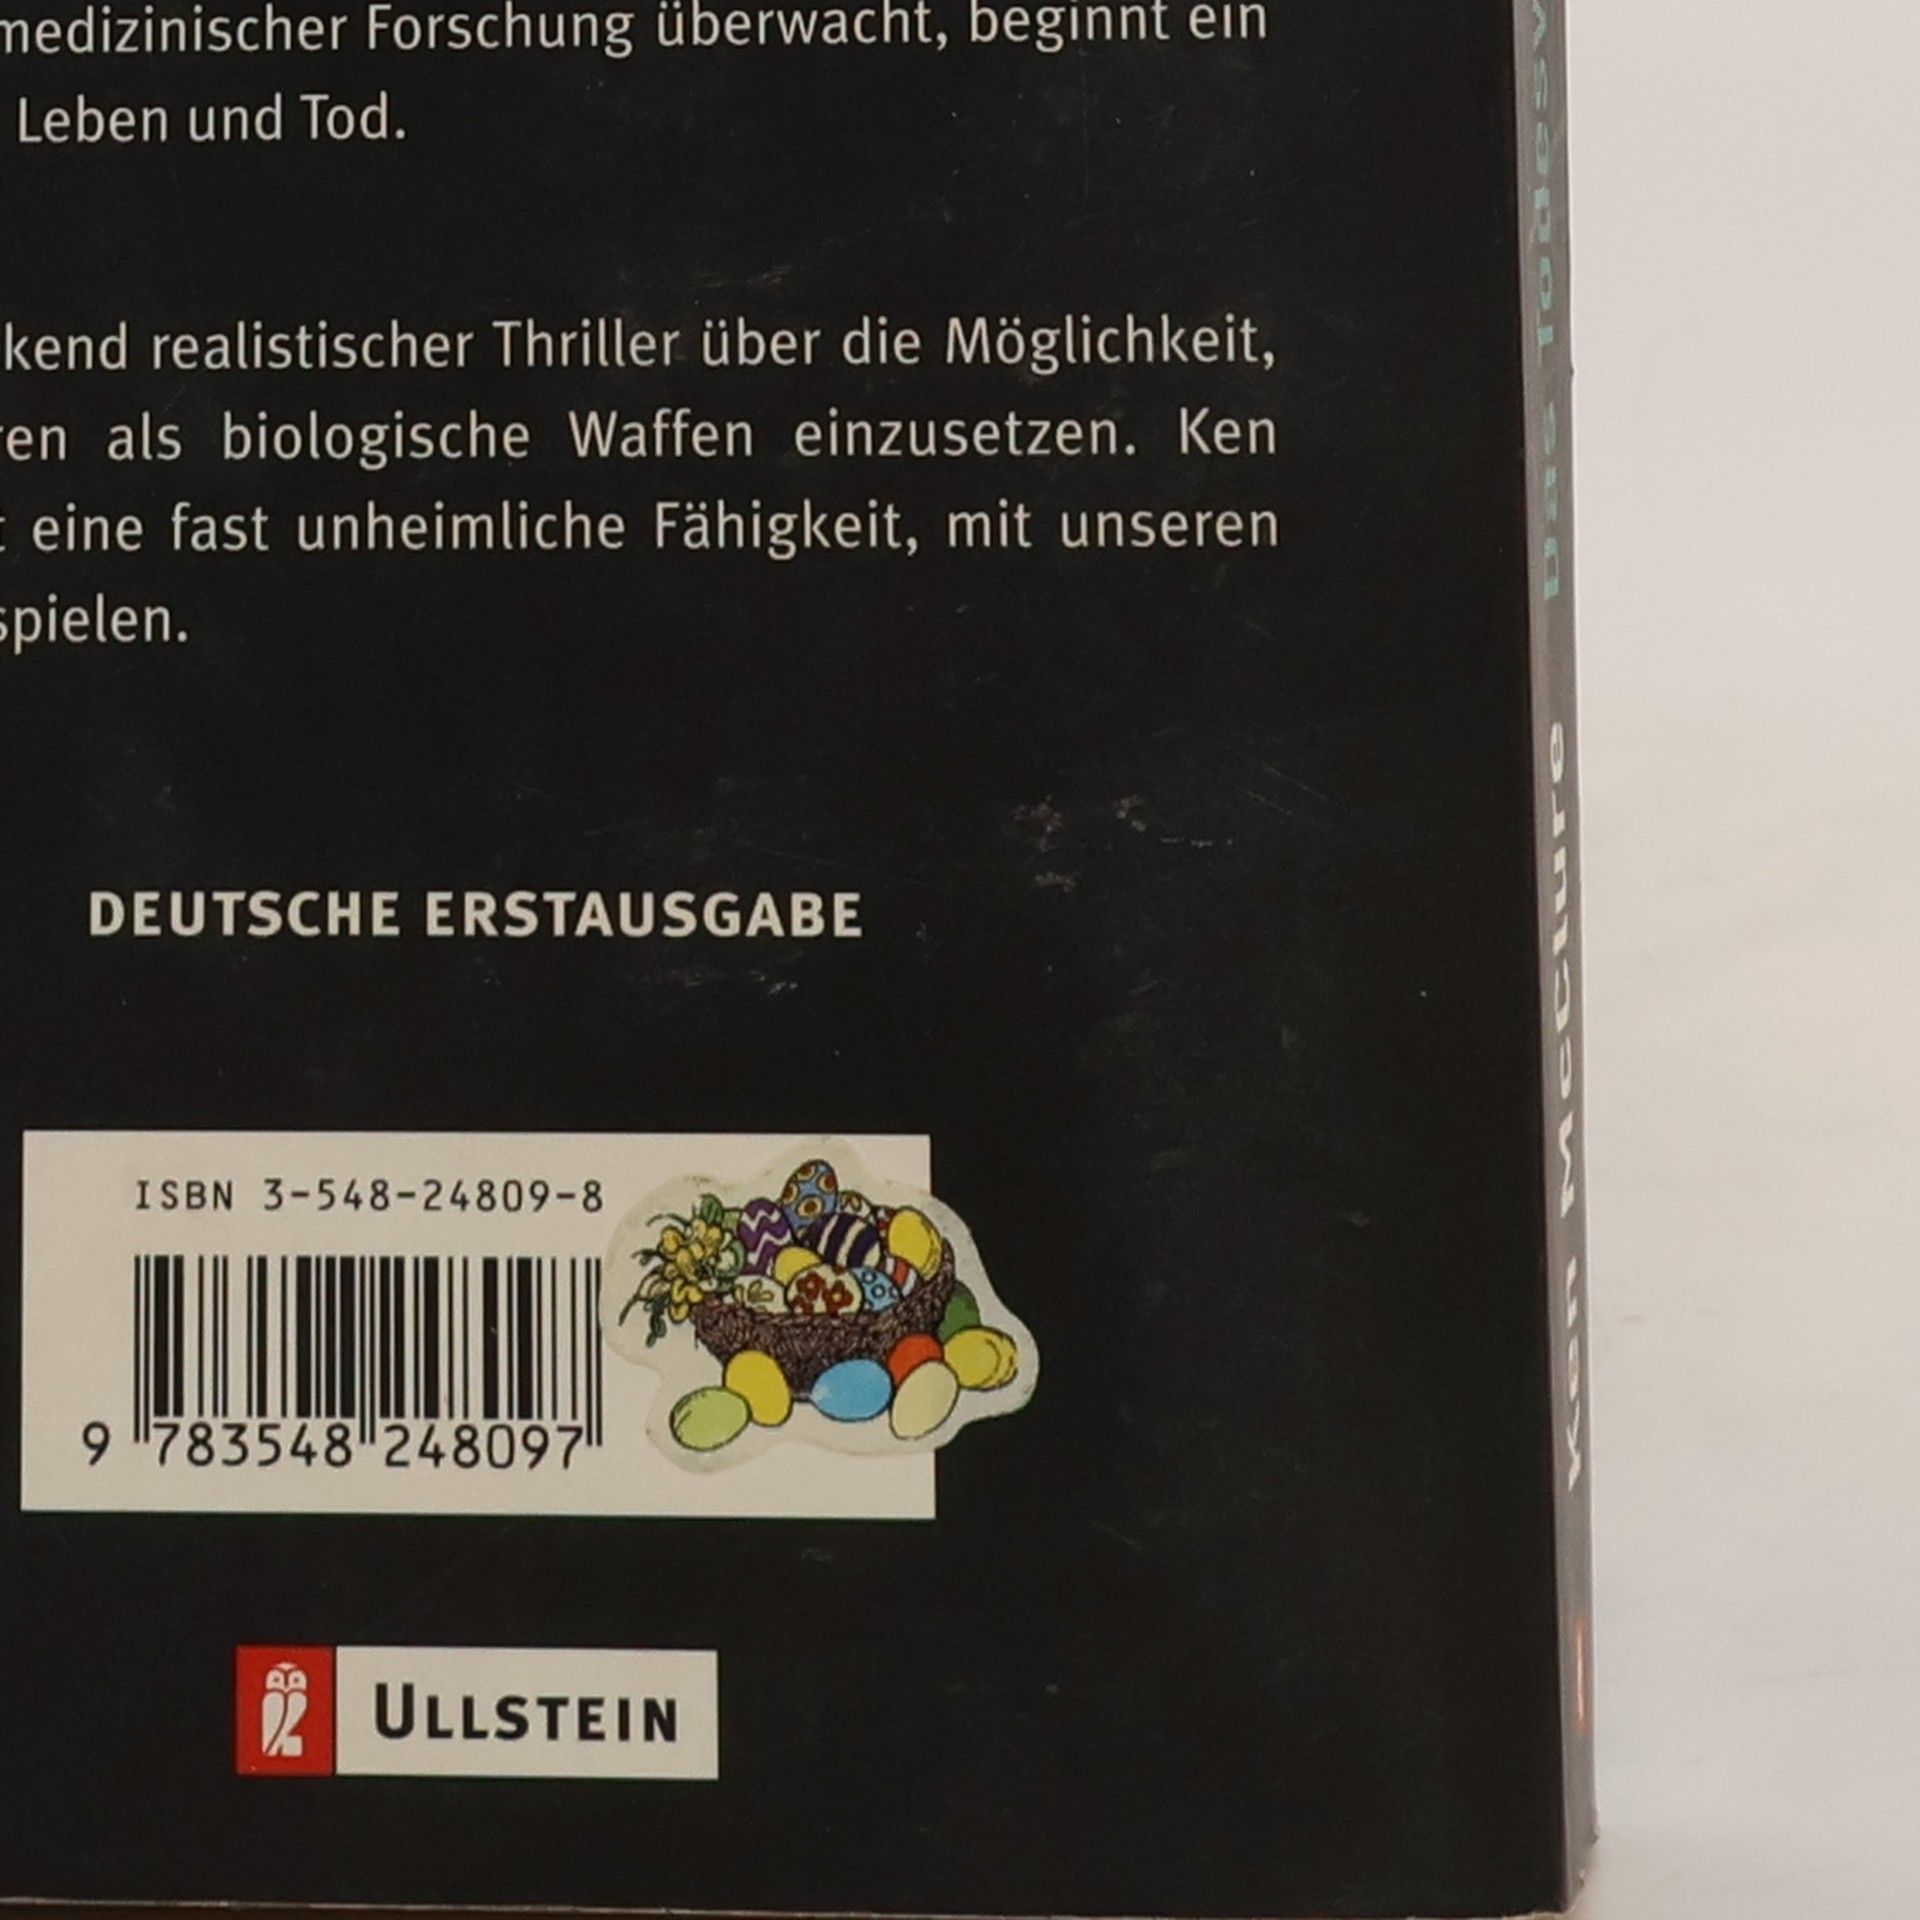 medizinischer Forschung überwacht, beginnt ein
Leben und Tod.
kend realistischer Thriller über die Möglichkeit,
ren als biologische Waffen einzusetzen. Ken
eine fast unheimliche Fähigkeit, mit unseren
spielen.
DEUTSCHE ERSTAUSGABE
ISBN 3-548-24809-8
9 783548 248097
ULLSTEIN
Ken McClure